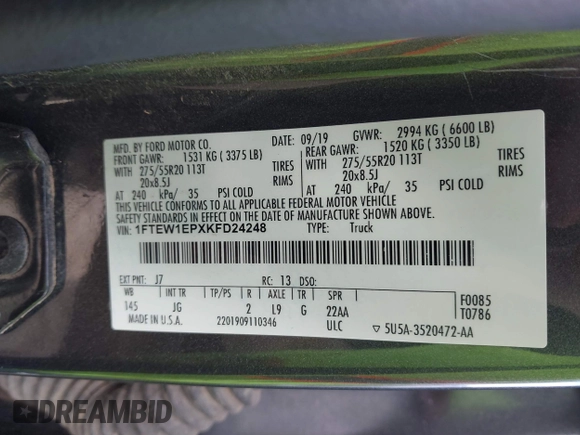 MFD. BY FORD MOTOR CO.
DATE: 09/19 GVWR: 2994 KG ( 6600 LB)
FRONT GAWR: 1531 KG ( 3375 LB) REAR GAWR: 1520 KG ( 3350 LB)
WITH 275/55R20 113T TIRES WITH 275/55R20 113T TIRES
20x8.5J RIMS 20x8.5J RIMS
AT 240 kPa/ 35 PSI COLD AT 240 kPa/ 35 PSI COLD
THIS VEHICLE CONFORMS TO ALL APPLICABLE FEDERAL MOTOR VEHICLE
SAFETY STANDARDS IN EFFECT ON THE DATE OF MANUFACTURE SHOWN ABOVE.
VIN: 1FTEW1EPXKFD24248 TYPE: Truck
EXT PNT: J7 RC: 13 DSO:
WB INT TR TP/PS R AXLE TR SPR
145 JG 2 L9 G 22AA
F0085
T0786
MADE IN U.S.A. 2201909110346 ULC ▽ 5U5A-3520472-AA
DREAMBID